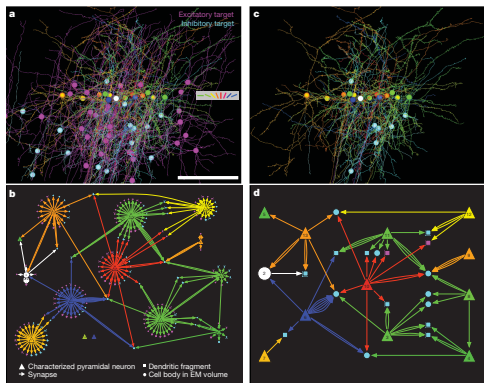 a
Excitatory target
Inhibitory target
c
b
d
Characterized pyramidal neuron
Synapse
Dendritic fragment
Cell body in EM volume